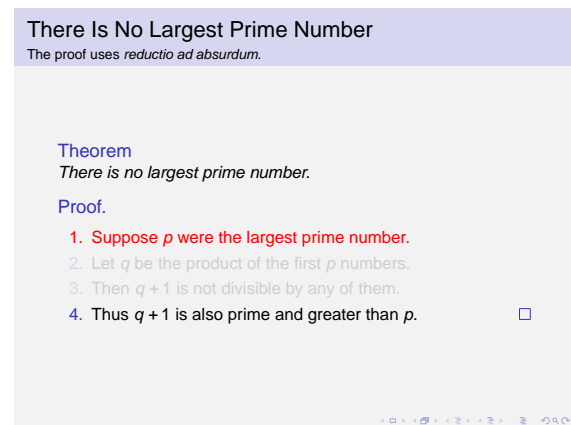 There Is No Largest Prime Number
The proof uses reductio ad absurdum.
Theorem
There is no largest prime number.
Proof.
1. Suppose p were the largest prime number.
2. Let q be the product of the first p numbers.
3. Then q + 1 is not divisible by any of them.
4. Thus q + 1 is also prime and greater than p.